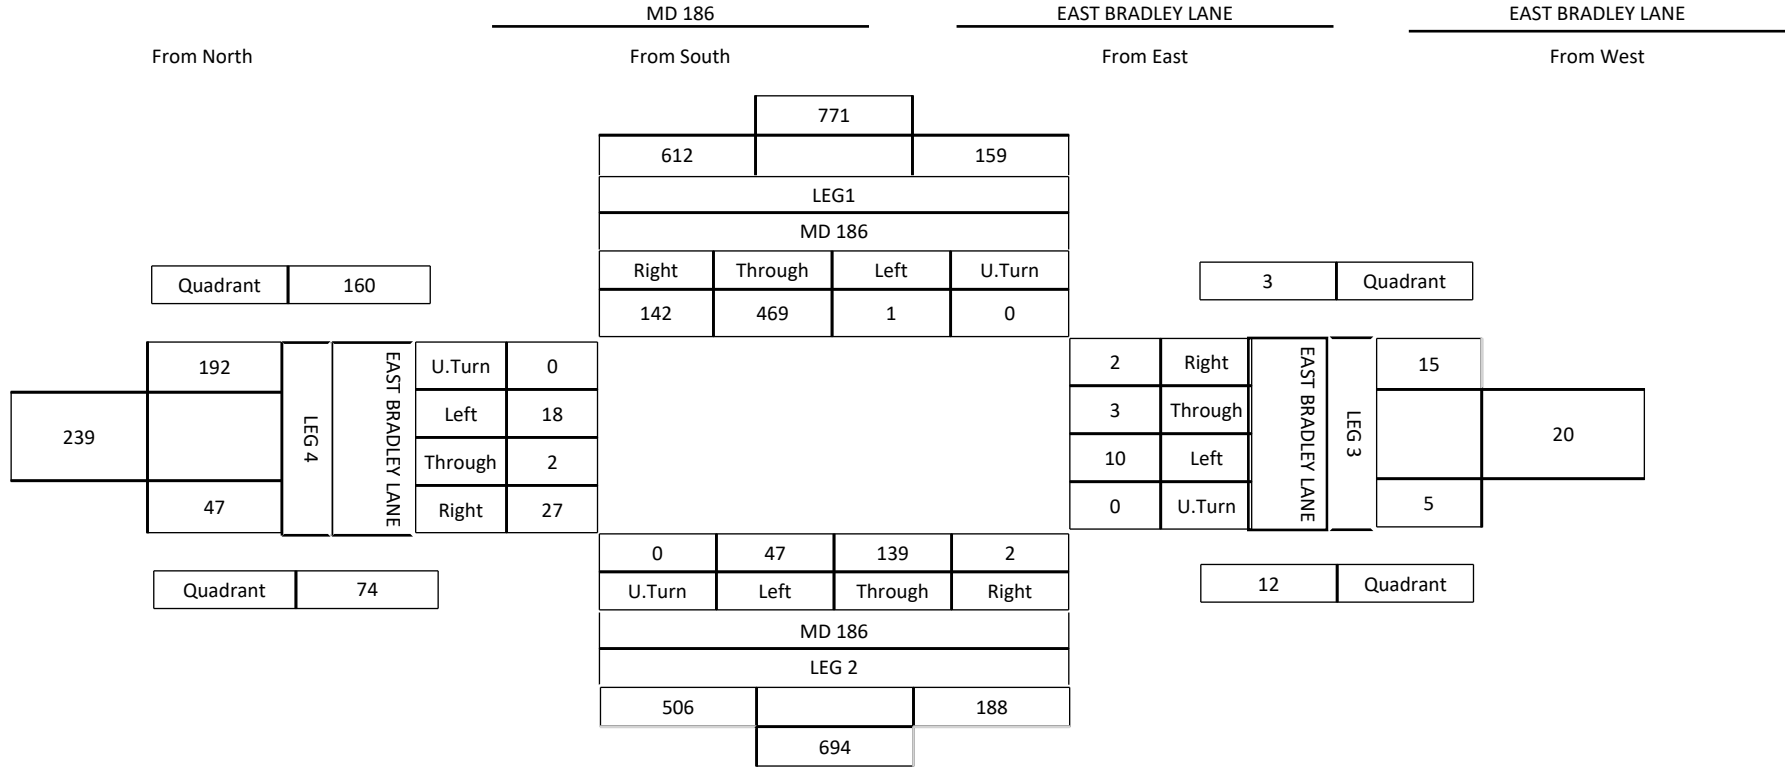 MD 186 EAST BRADLEY LANE EAST BRADLEY LANE
From North From South From East From West
771
612 159
LEG1
MD 186
Quadrant 160
Right Through Left U.Turn
3 Quadrant
142 469 1 0
192
LEG 4
EAST BRADLEY LANE
U.Turn 0
2 Right
EAST BRADLEY LANE
LEG 3
15
239
Left 18
3 Through
20
Through 2
10 Left
47
Right 27
0 U.Turn
5
0 47 139 2
Quadrant 74
U.Turn Left Through Right
12 Quadrant
MD 186
LEG 2
506 188
694